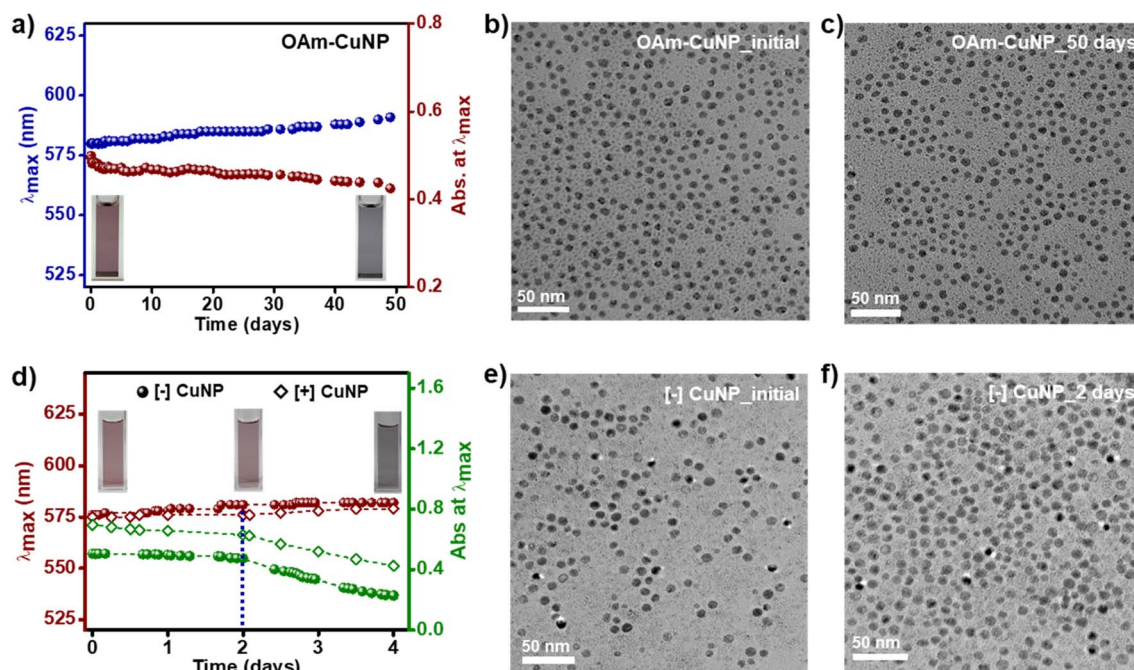 a)
OAm-CuNP
λmax (nm)
625
600
575
550
525
0.8
0.6
0.4
0.2
Abs. at λmax
0 10 20 30 40 50
Time (days)
b)
OAm-CuNP_initial
50 nm
c)
OAm-CuNP_50 days
50 nm
d)
[-] CuNP [+] CuNP
λmax (nm)
625
600
575
550
520
1.6
1.2
0.8
0.4
0.0
Abs at λmax
0 1 2 3 4
Time (days)
e)
[-] CuNP_initial
50 nm
f)
[-] CuNP_2 days
50 nm